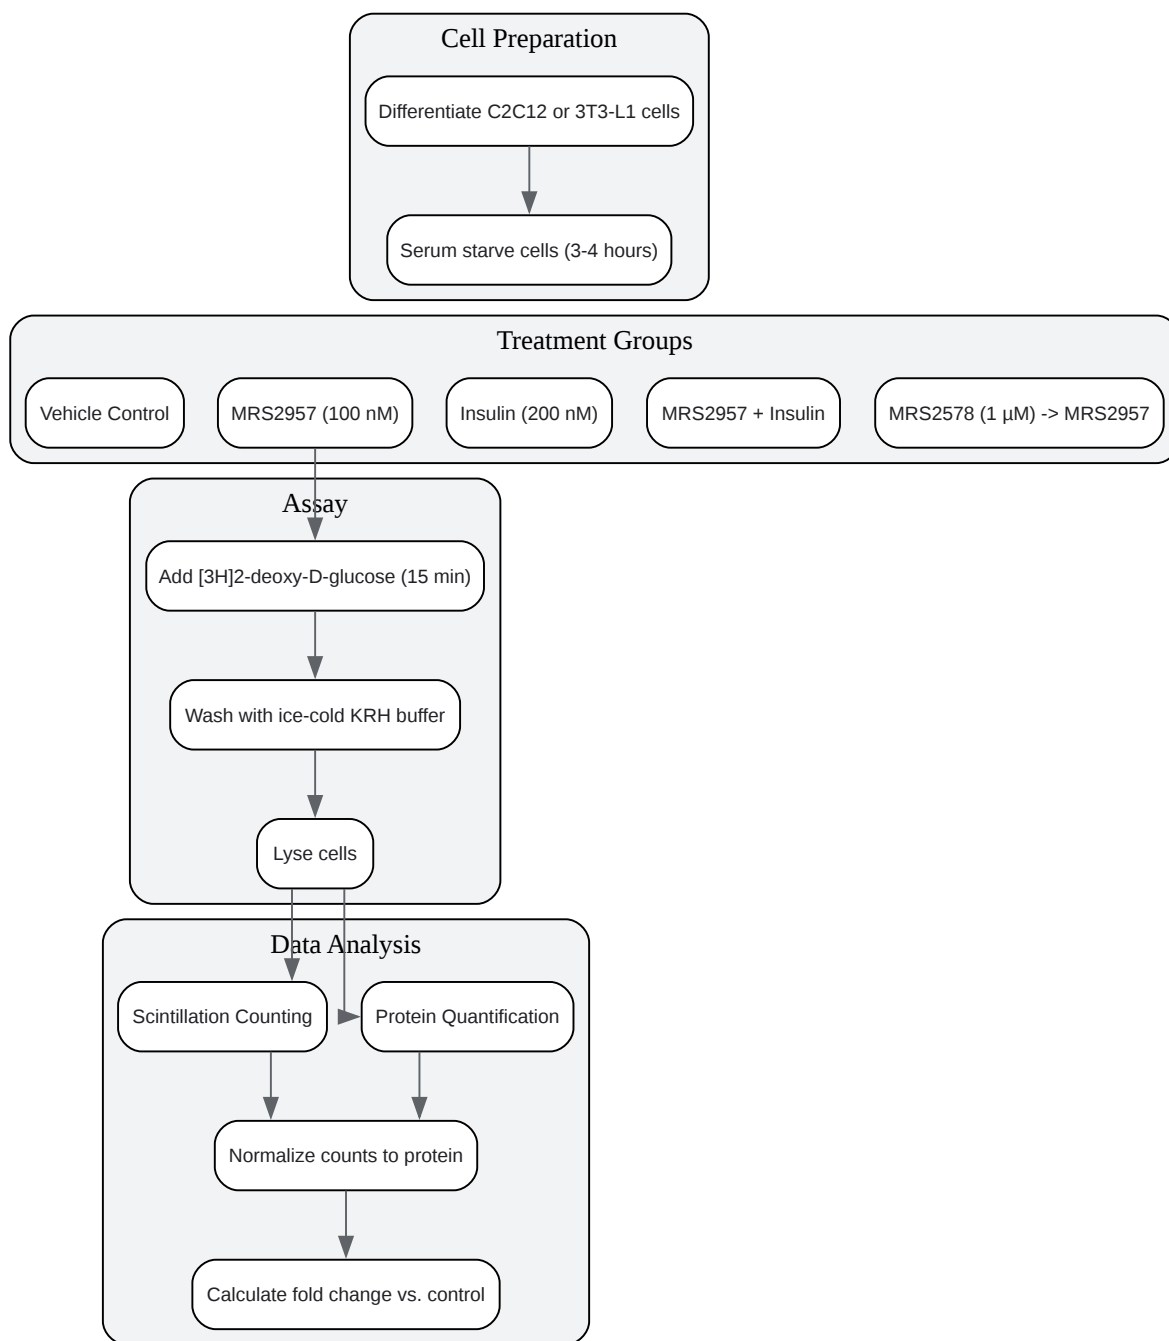 Cell Preparation
Differentiate C2C12 or 3T3-L1 cells
Serum starve cells (3-4 hours)
Treatment Groups
Vehicle Control
MRS2957 (100 nM)
Insulin (200 nM)
MRS2957 + Insulin
MRS2578 (1 µM) -> MRS2957
Assay
Add [3H]2-deoxy-D-glucose (15 min)
Wash with ice-cold KRH buffer
Lyse cells
Data Analysis
Scintillation Counting
Protein Quantification
Normalize counts to protein
Calculate fold change vs. control